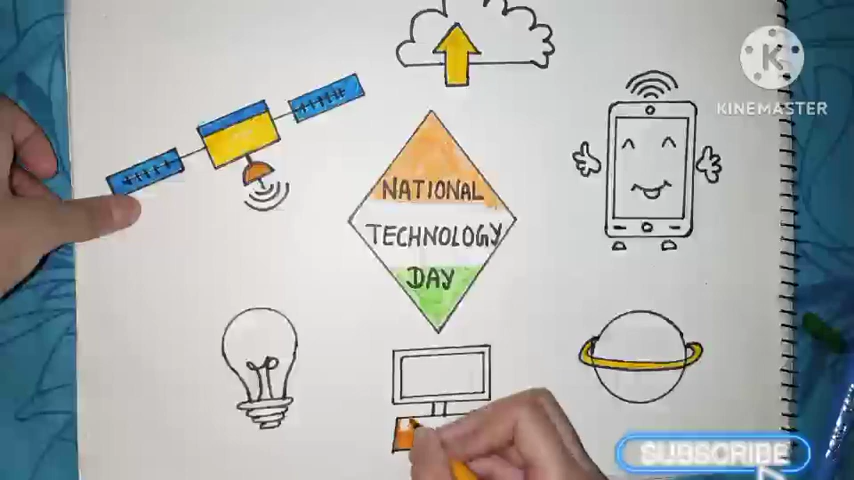 KINEMASTER
NATIONAL
TECHNOLOGY
DAY
SUBSCRIBE